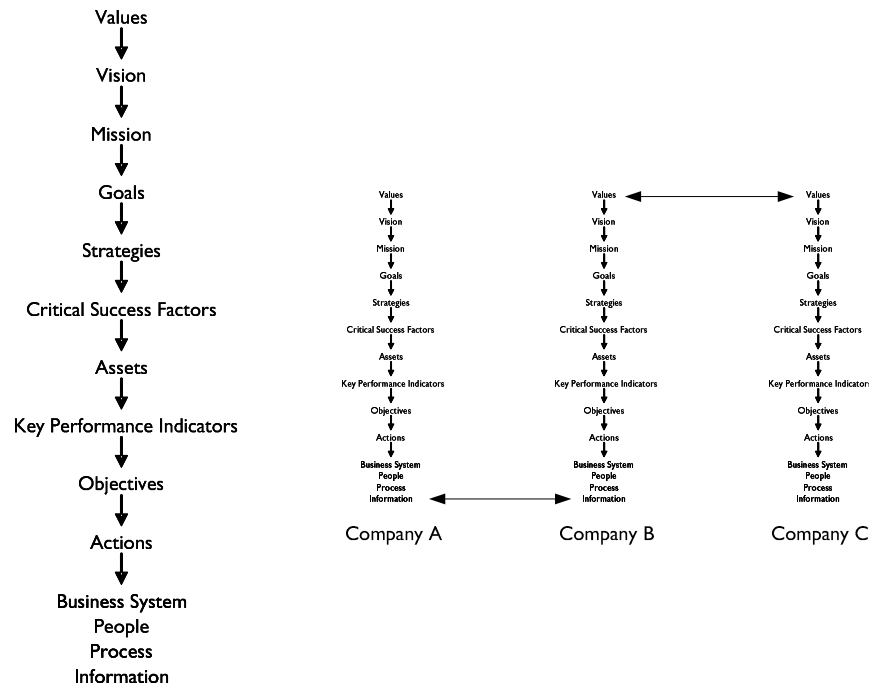 Values
Vision
Mission
Goals
Strategies
Critical Success Factors
Assets
Key Performance Indicators
Objectives
Actions
Business System
People
Process
Information
Values
Vision
Mission
Goals
Strategies
Critical Success Factors
Assets
Key Performance Indicators
Objectives
Actions
Business System
People
Process
Information
Company A
Values
Vision
Mission
Goals
Strategies
Critical Success Factors
Assets
Key Performance Indicators
Objectives
Actions
Business System
People
Process
Information
Company B
Values
Vision
Mission
Goals
Strategies
Critical Success Factors
Assets
Key Performance Indicators
Objectives
Actions
Business System
People
Process
Information
Company C